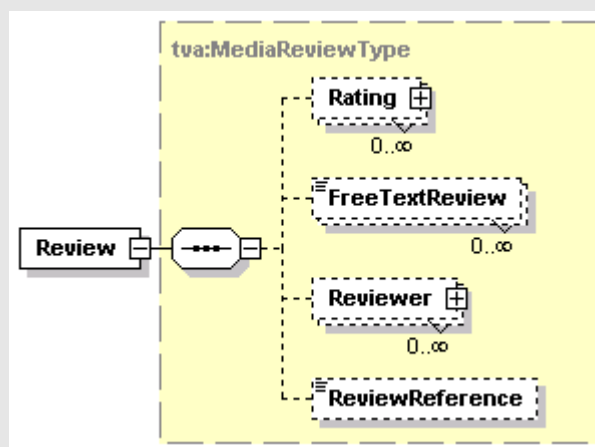 tva:MediaReviewType
Rating
0..∞
FreeTextReview
0..∞
Review
Reviewer
0..∞
ReviewReference